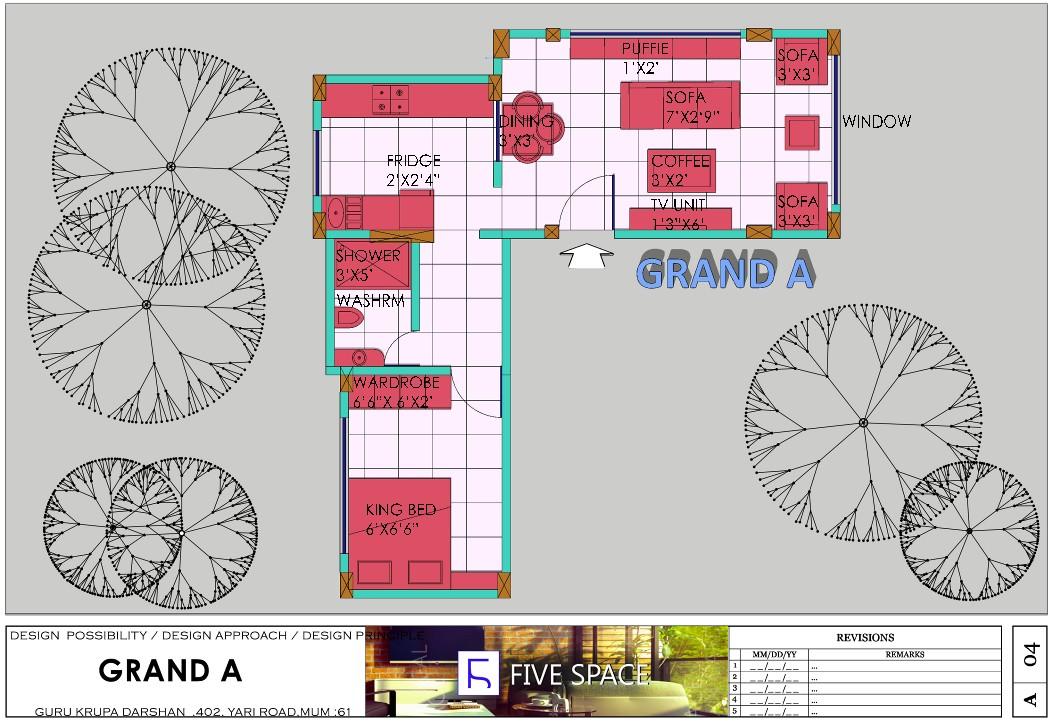 PUFFIE
1'X2'
SOFA
3'X3'
SOFA
7'X2'9"
WINDOW
DINING
3'X3'
FRIDGE
2'X2'4"
COFFEE
3'X2'
TV UNIT
1'3"X6'
SOFA
3'X3'
SHOWER
3'X5'
GRAND A
WASHRM
WARDROBE
6'6"X 6'X2'
KING BED
6'X6'6"
DESIGN POSSIBILITY / DESIGN APPROACH / DESIGN PRINCIPLE
GRAND A
GURU KRUPA DARSHAN ,402, YARI ROAD,MUM :61
FIVE SPACE
REVISIONS
MM/DD/YY REMARKS
1 __/__/__ ...
2 __/__/__ ...
3 __/__/__ ...
4 __/__/__ ...
5 __/__/__ ...
04
A